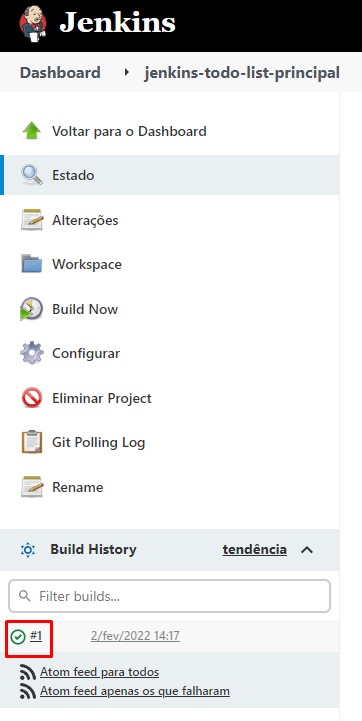 Jenkins
Dashboard jenkins-todo-list-principal
Voltar para o Dashboard
Estado
Alterações
Workspace
Build Now
Configurar
Eliminar Project
Git Polling Log
Rename
Build History tendência
Filter builds...
#1 2/fev/2022 14:17
Atom feed para todos
Atom feed apenas os que falharam